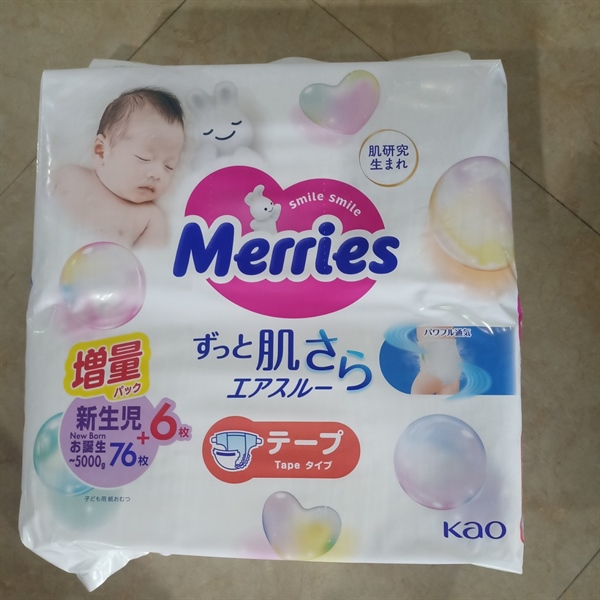 肌研究
生まれ
Smile Smile
Merries
ずっと肌さら
エアスルー
パワフル通気
増量
パック
新生児
New Born
お誕生
~5000g
76枚
+6枚
テープ
Tape タイプ
子ども用 紙おむつ
Kao